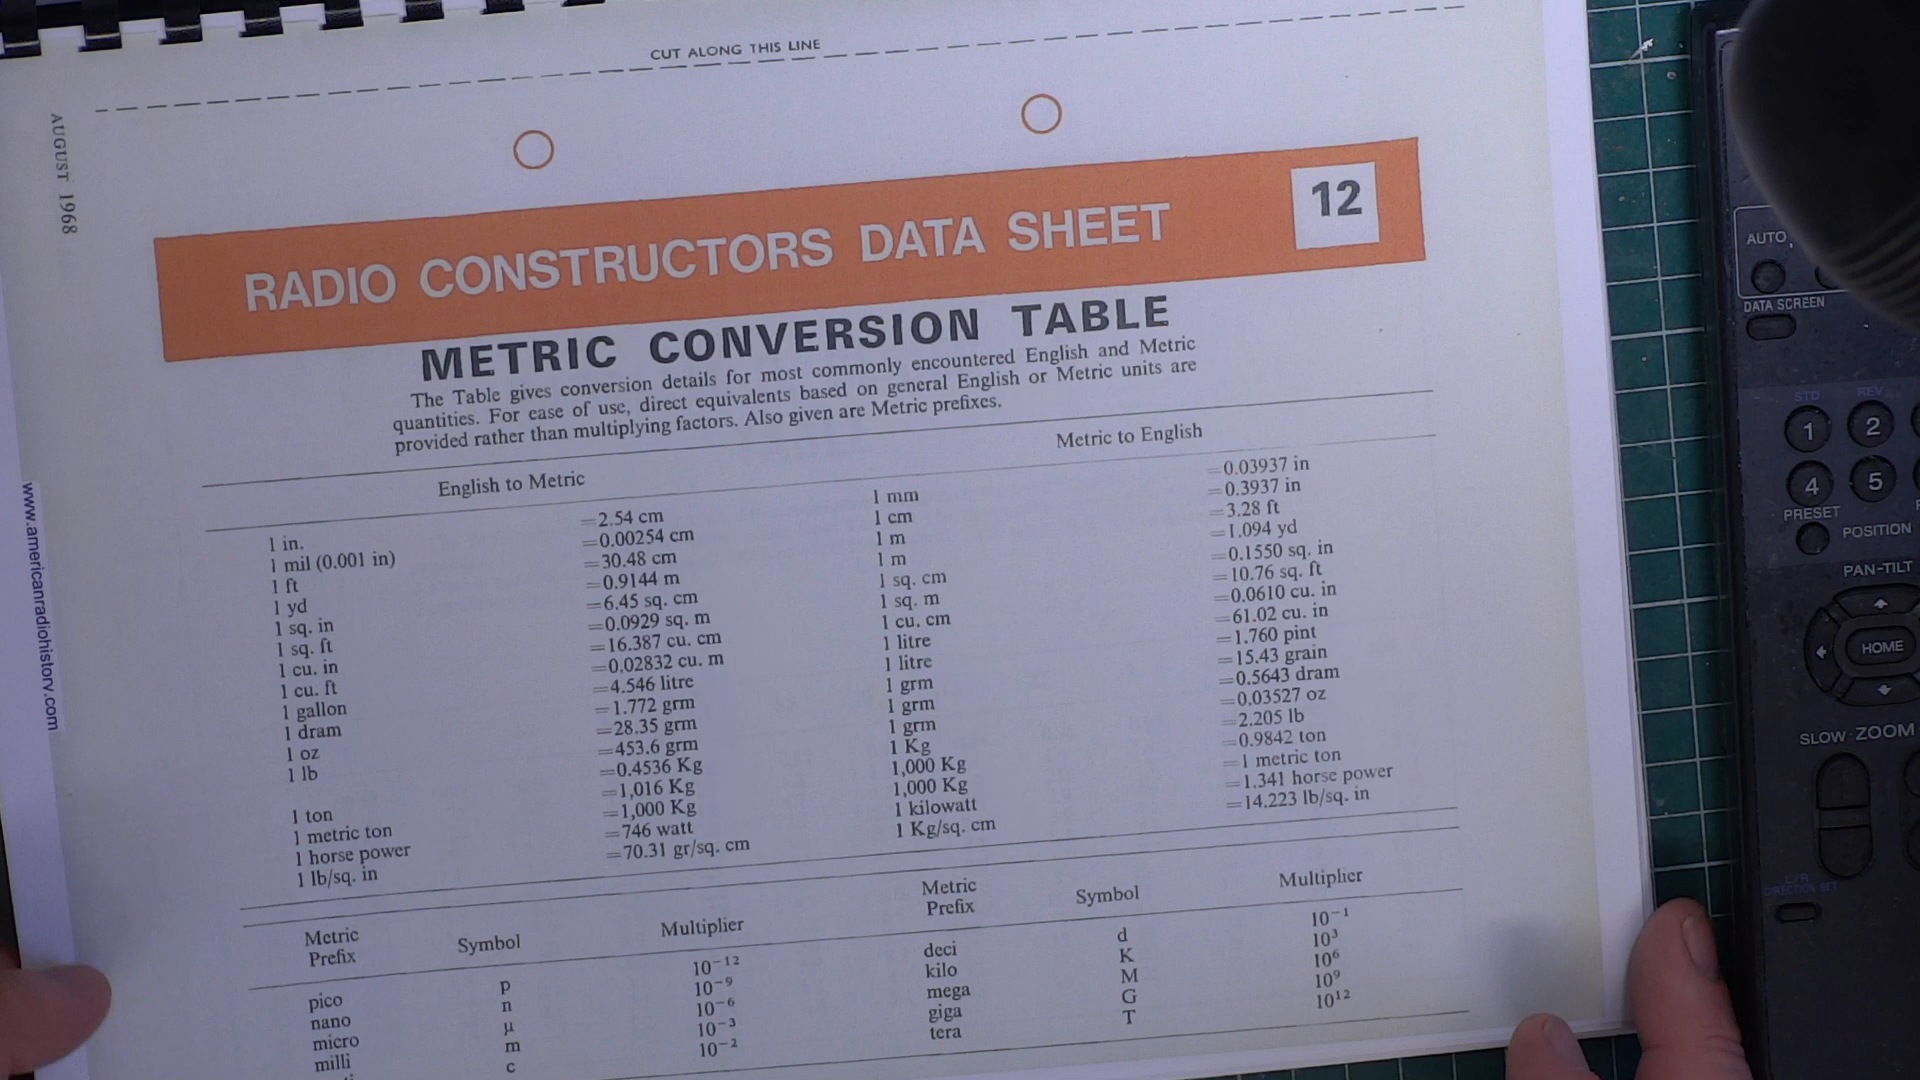 CUT ALONG THIS LINE
AUGUST 1968
RADIO CONSTRUCTORS DATA SHEET
12
METRIC CONVERSION TABLE
The Table gives conversion details for most commonly encountered English and Metric
quantities. For ease of use, direct equivalents based on general English or Metric units are
provided rather than multiplying factors. Also given are Metric prefixes.
English to Metric Metric to English
1 in. =2.54 cm 1 mm =0.03937 in
1 mil (0.001 in) =0.00254 cm 1 cm =0.3937 in
1 ft =30.48 cm 1 m =3.28 ft
1 yd =0.9144 m 1 m =1.094 yd
1 sq. in =6.45 sq. cm 1 sq. cm =0.1550 sq. in
1 sq. ft =0.0929 sq. m 1 sq. m =10.76 sq. ft
1 cu. in =16.387 cu. cm 1 cu. cm =0.0610 cu. in
1 cu. ft =0.02832 cu. m 1 litre =61.02 cu. in
1 gallon =4.546 litre 1 litre =1.760 pint
1 dram =1.772 grm 1 grm =15.43 grain
1 oz =28.35 grm 1 grm =0.5643 dram
1 lb =453.6 grm 1 grm =0.03527 oz
=0.4536 Kg 1 Kg =2.205 lb
1 ton =1,016 Kg 1,000 Kg =0.9842 ton
1 metric ton =1,000 Kg 1,000 Kg =1 metric ton
1 horse power =746 watt 1 kilowatt =1.341 horse power
1 lb/sq. in =70.31 gr/sq. cm 1 Kg/sq. cm =14.223 lb/sq. in
Metric Prefix Symbol Multiplier Metric Prefix Symbol Multiplier
pico p 10⁻¹² deci d 10⁻¹
nano n 10⁻⁹ kilo K 10³
micro µ 10⁻⁶ mega M 10⁶
milli m 10⁻³ giga G 10⁹
c 10⁻² tera T 10¹²
www.americanradiohistory.com
AUTO
DATA SCREEN
STD REV
1 2
4 5
PRESET
POSITION
PAN-TILT
HOME
SLOW·ZOOM
L/R
DIRECTION SET